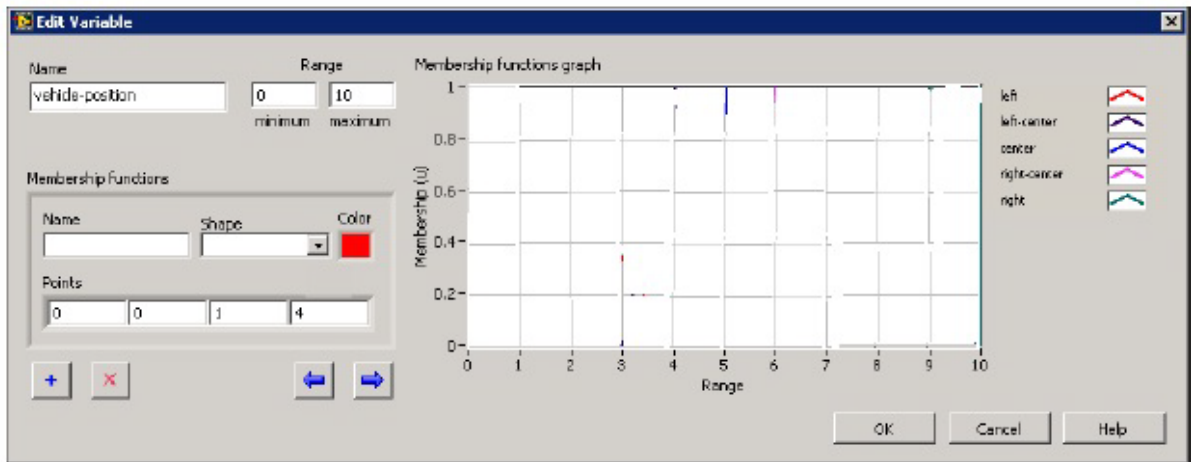 Edit Variable
Name
Range
vehicle-position
0
10
minimum
maximum
Membership functions
Name
Shape
Color
Points
0
0
1
4
Membership functions graph
Membership (u)
1
0.8
0.6
0.4
0.2
0
0 1 2 3 4 5 6 7 8 9 10
Range
left
left-center
center
right-center
right
OK
Cancel
Help